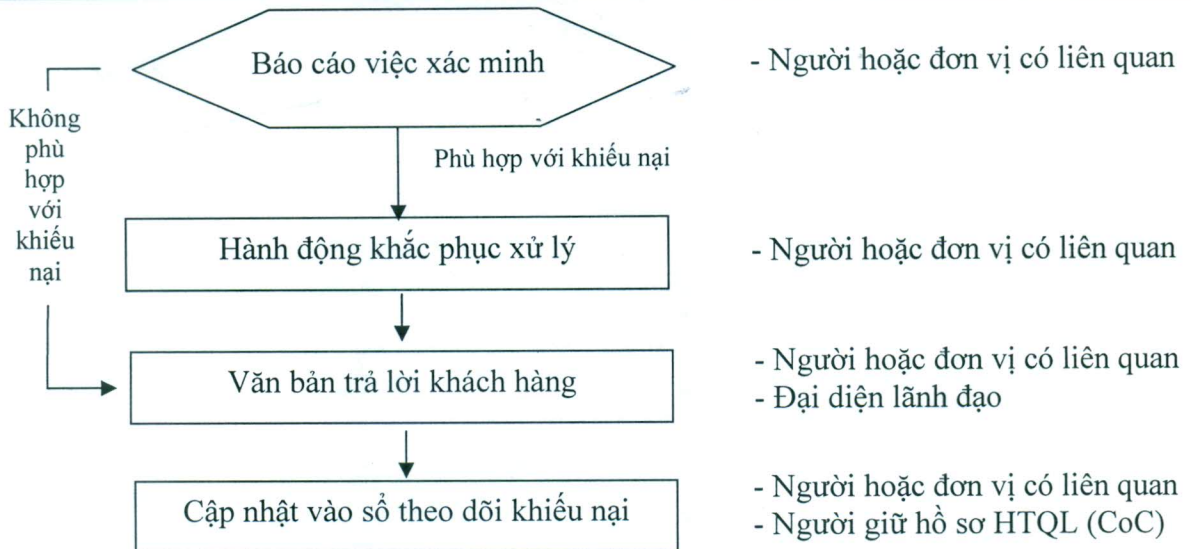 Báo cáo việc xác minh
- Người hoặc đơn vị có liên quan
Không
phù
hợp
với
khiếu
nại
Phù hợp với khiếu nại
Hành động khắc phục xử lý
- Người hoặc đơn vị có liên quan
Văn bản trả lời khách hàng
- Người hoặc đơn vị có liên quan
- Đại diện lãnh đạo
Cập nhật vào sổ theo dõi khiếu nại
- Người hoặc đơn vị có liên quan
- Người giữ hồ sơ HTQL (CoC)